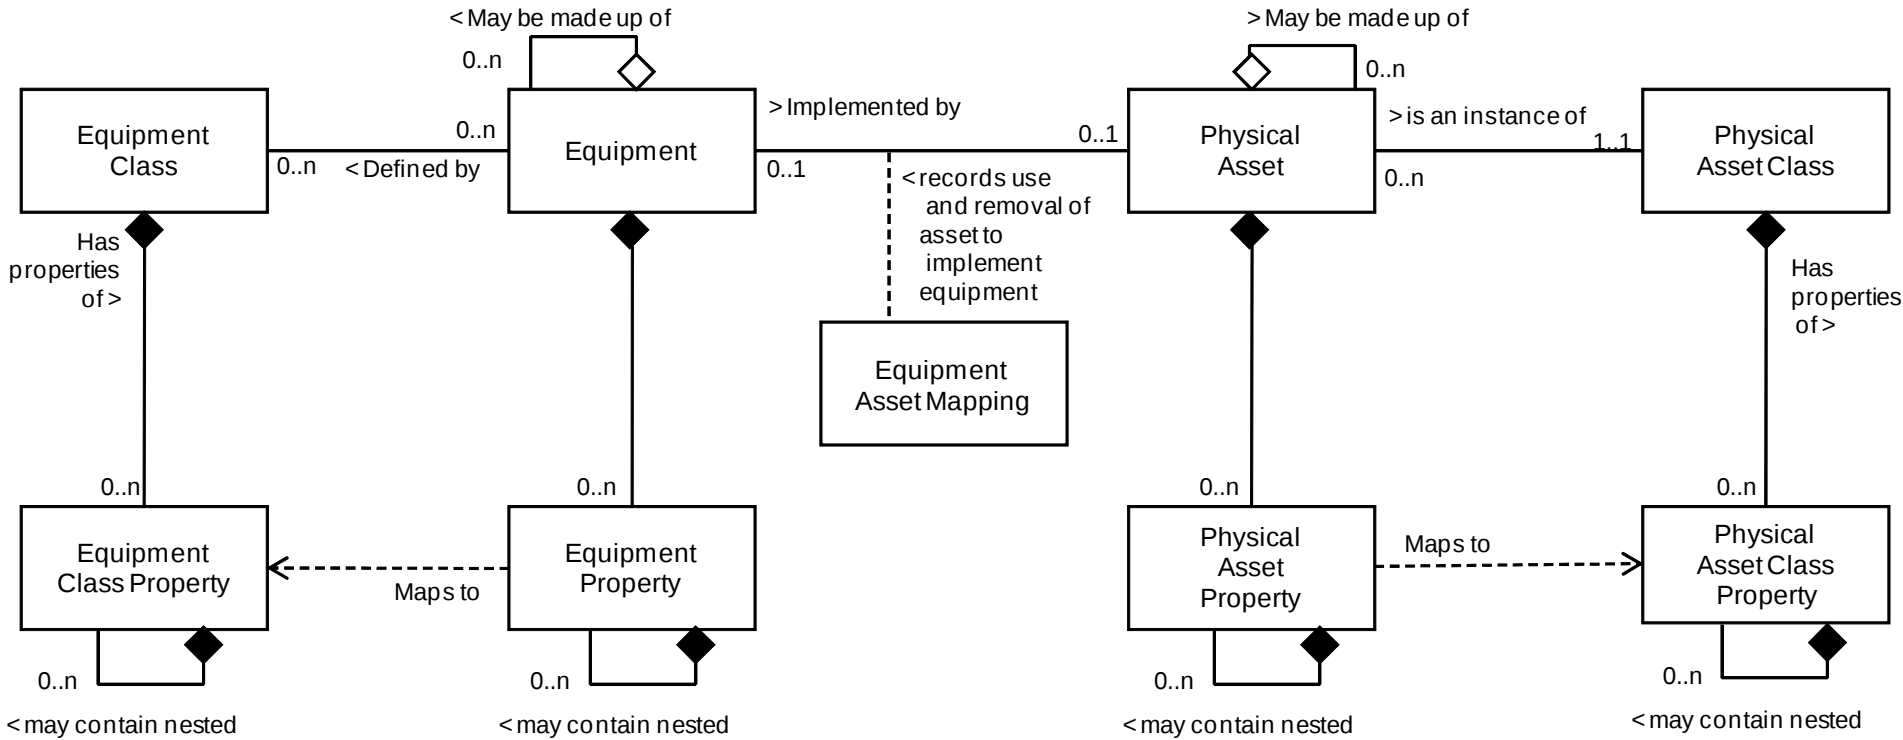 < May be made up of
> May be made up of
0..n
0..n
Equipment
Class
0..n
0..n
< Defined by
Equipment
> Implemented by
0..1
0..1
Physical
Asset
> is an instance of
1..1
0..n
Physical
Asset Class
< records use
and removal of
asset to
implement
equipment
Has
properties
of >
Has
properties
of >
Equipment
Asset Mapping
0..n
0..n
0..n
0..n
Equipment
Class Property
Maps to
Equipment
Property
Physical
Asset
Property
Maps to
Physical
Asset Class
Property
0..n
0..n
0..n
0..n
< may contain nested
< may contain nested
< may contain nested
< may contain nested